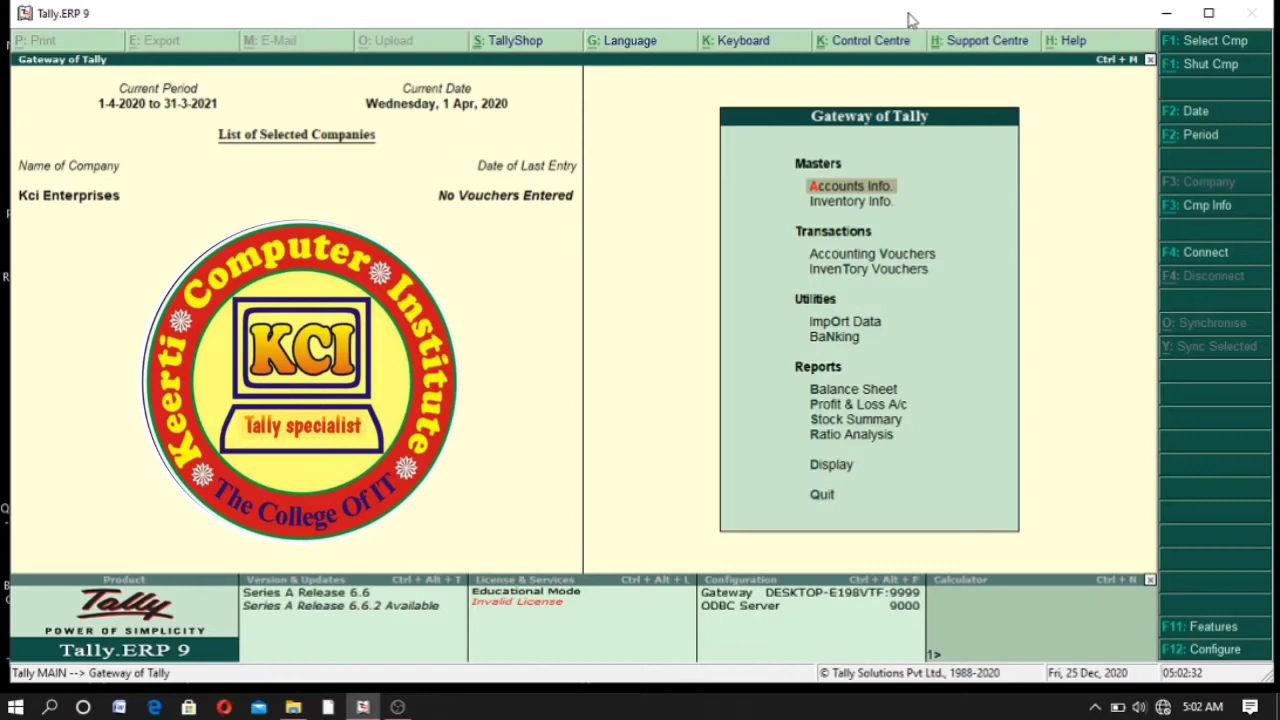 Tally.ERP 9
P: Print
E: Export
M: E-Mail
O: Upload
S: TallyShop
G: Language
K: Keyboard
K: Control Centre
H: Support Centre
H: Help
Gateway of Tally
Ctrl + M
Current Period
1-4-2020 to 31-3-2021
Current Date
Wednesday, 1 Apr, 2020
List of Selected Companies
Name of Company
Date of Last Entry
Kci Enterprises
No Vouchers Entered
Keerti Computer Institute
KCI
Tally specialist
The College Of IT
Gateway of Tally
Masters
Accounts Info.
Inventory Info.
Transactions
Accounting Vouchers
InvenTory Vouchers
Utilities
ImpOrt Data
BaNking
Reports
Balance Sheet
Profit & Loss A/c
Stock Summary
Ratio Analysis
Display
Quit
F1: Select Cmp
F1: Shut Cmp
F2: Date
F2: Period
F3: Company
F3: Cmp Info
F4: Connect
F4: Disconnect
O: Synchronise
Y: Sync Selected
F11: Features
F12: Configure
Product
Tally
POWER OF SIMPLICITY
Tally.ERP 9
Version & Updates
Ctrl + Alt + T
Series A Release 6.6
Series A Release 6.6.2 Available
License & Services
Ctrl + Alt + L
Educational Mode
Invalid License
Configuration
Ctrl + Alt + F
Gateway DESKTOP-E198VTF:9999
ODBC Server 9000
Calculator
Ctrl + N
1>
Tally MAIN --> Gateway of Tally
© Tally Solutions Pvt Ltd., 1988-2020
Fri, 25 Dec, 2020
05:02:32
5:02 AM